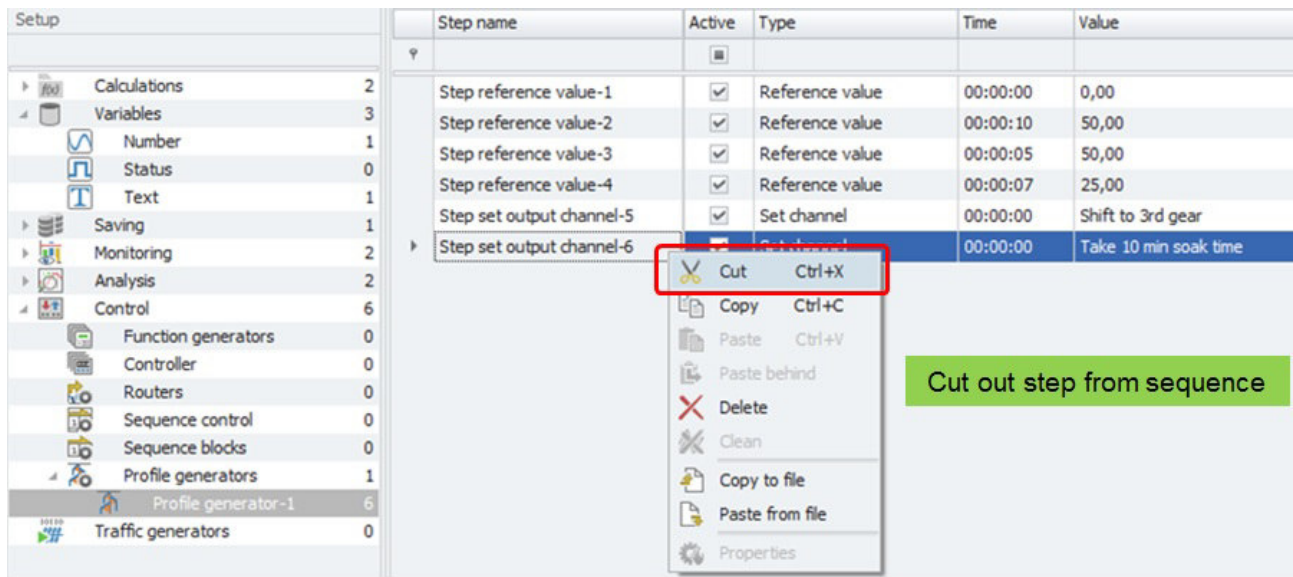 Setup
Step name Active Type Time Value
f(x) Calculations 2
Step reference value-1 Reference value 00:00:00 0,00
Variables 3
Step reference value-2 Reference value 00:00:10 50,00
Number 1
Step reference value-3 Reference value 00:00:05 50,00
Status 0
Step reference value-4 Reference value 00:00:07 25,00
T Text 1
Step set output channel-5 Set channel 00:00:00 Shift to 3rd gear
Saving 1
Step set output channel-6 Set channel 00:00:00 Take 10 min soak time
Monitoring 2
Cut Ctrl+X
Analysis 2
Copy Ctrl+C
Control 6
Paste Ctrl+V
Function generators 0
Paste behind
Controller 0
Cut out step from sequence
Routers 0
Delete
Sequence control 0
Clean
Sequence blocks 0
Copy to file
Profile generators 1
Paste from file
Profile generator-1 6
Properties
Traffic generators 0